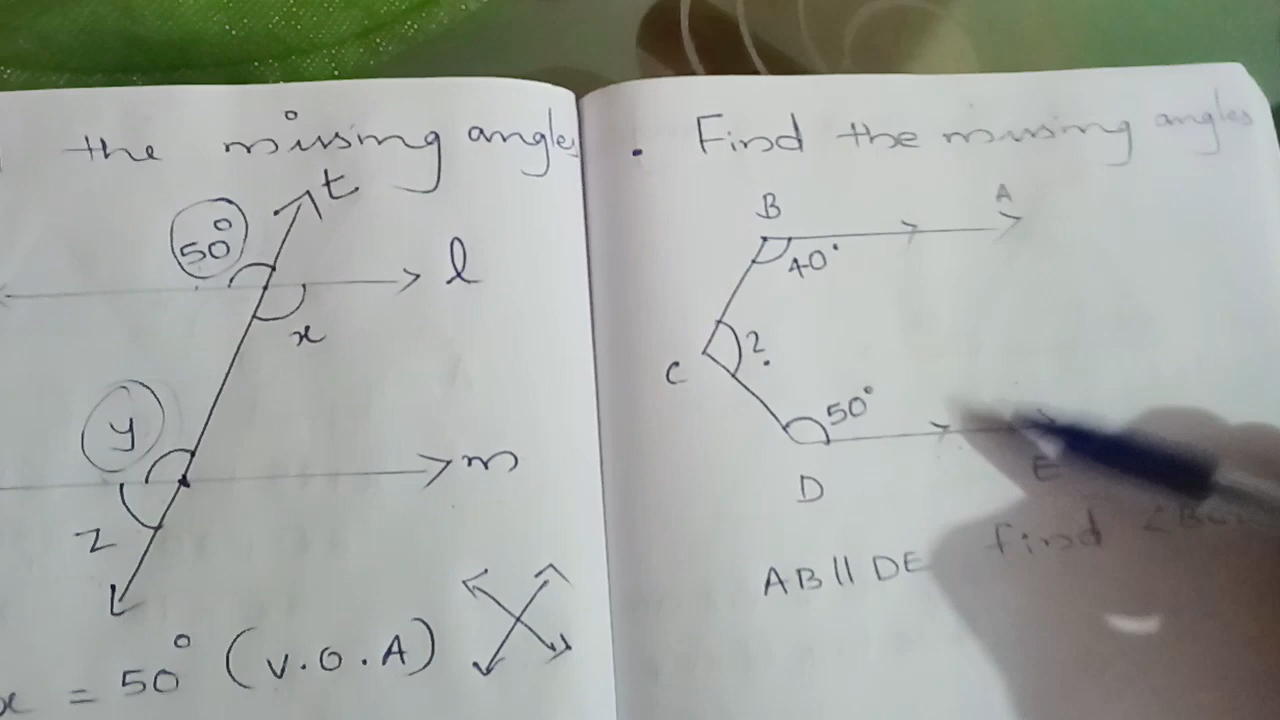 the missing angles
t
50°
l
x
y
m
z
x = 50° (V.O.A)
. Find the missing angles
B
A
40°
C
?
50°
D
E
AB || DE find